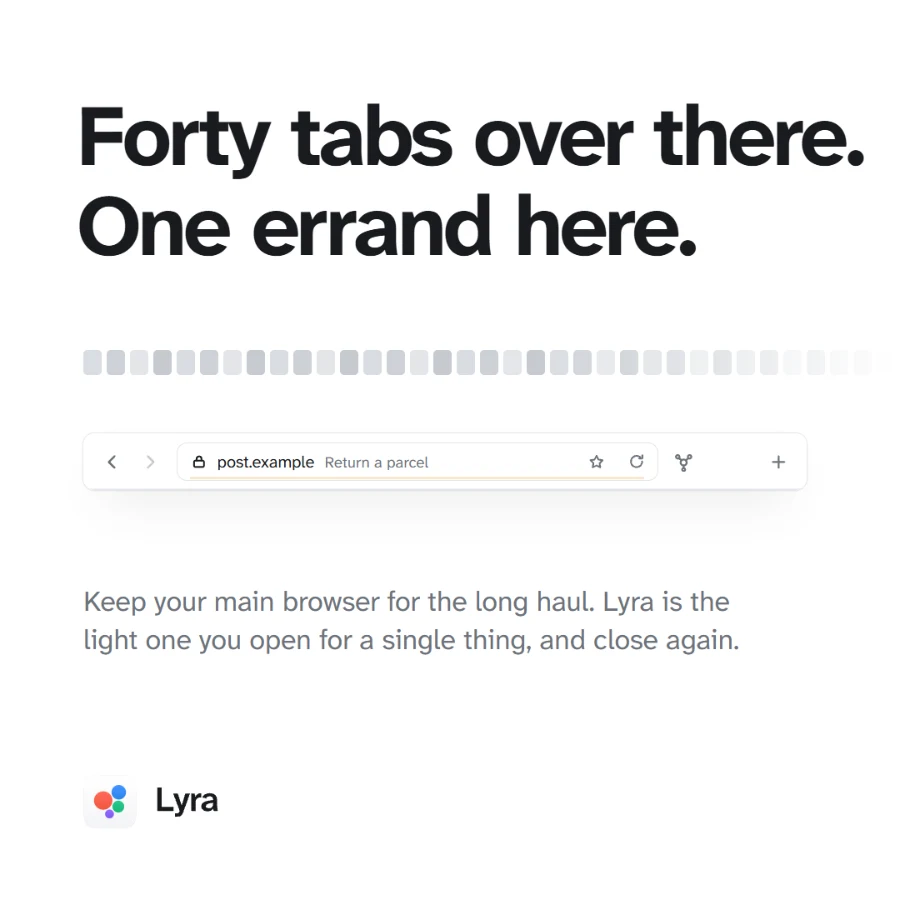 Forty tabs over there.
One errand here.
post.example Return a parcel
Keep your main browser for the long haul. Lyra is the
light one you open for a single thing, and close again.
Lyra